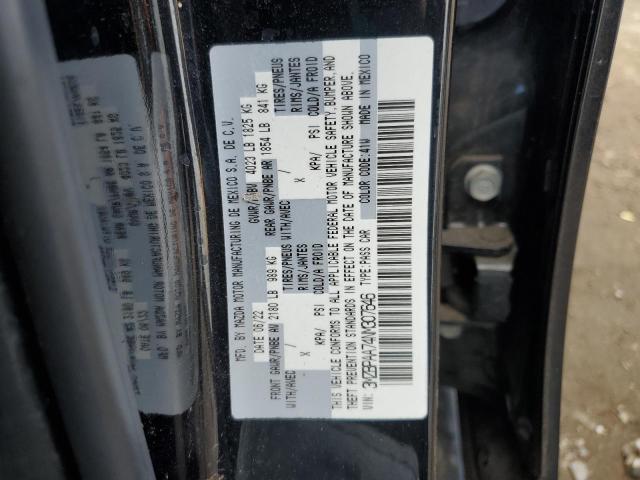 MFD. BY MAZDA MOTOR MANUFACTURING DE MEXICO S.A. DE C.V.
DATE 06/22 GVWR/PNBV 4023 LB 1825 KG
FRONT GAWR/PNBE AV 2180 LB 989 KG REAR GAWR/PNBE AR 1854 LB 841 KG
WITH/AVEC TIRES/PNEUS WITH/AVEC TIRES/PNEUS
X RIMS/JANTES X RIMS/JANTES
KPA/ PSI COLD/A FROID KPA/ PSI COLD/A FROID
THIS VEHICLE CONFORMS TO ALL APPLICABLE FEDERAL MOTOR VEHICLE SAFETY, BUMPER, AND
THEFT PREVENTION STANDARDS IN EFFECT ON THE DATE OF MANUFACTURE SHOWN ABOVE.
VIN: 3MZBPAA74NM307645 TYPE:PASS CAR COLOR CODE:41W MADE IN MEXICO